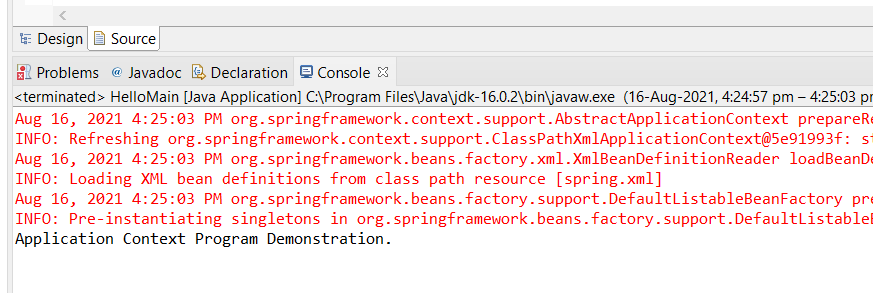 Design Source
Problems @ Javadoc Declaration Console
<terminated> HelloMain [Java Application] C:\Program Files\Java\jdk-16.0.2\bin\javaw.exe (16-Aug-2021, 4:24:57 pm – 4:25:03 pr
Aug 16, 2021 4:25:03 PM org.springframework.context.support.AbstractApplicationContext prepareRe
INFO: Refreshing org.springframework.context.support.ClassPathXmlApplicationContext@5e91993f: st
Aug 16, 2021 4:25:03 PM org.springframework.beans.factory.xml.XmlBeanDefinitionReader loadBeanDe
INFO: Loading XML bean definitions from class path resource [spring.xml]
Aug 16, 2021 4:25:03 PM org.springframework.beans.factory.support.DefaultListableBeanFactory pre
INFO: Pre-instantiating singletons in org.springframework.beans.factory.support.DefaultListableB
Application Context Program Demonstration.